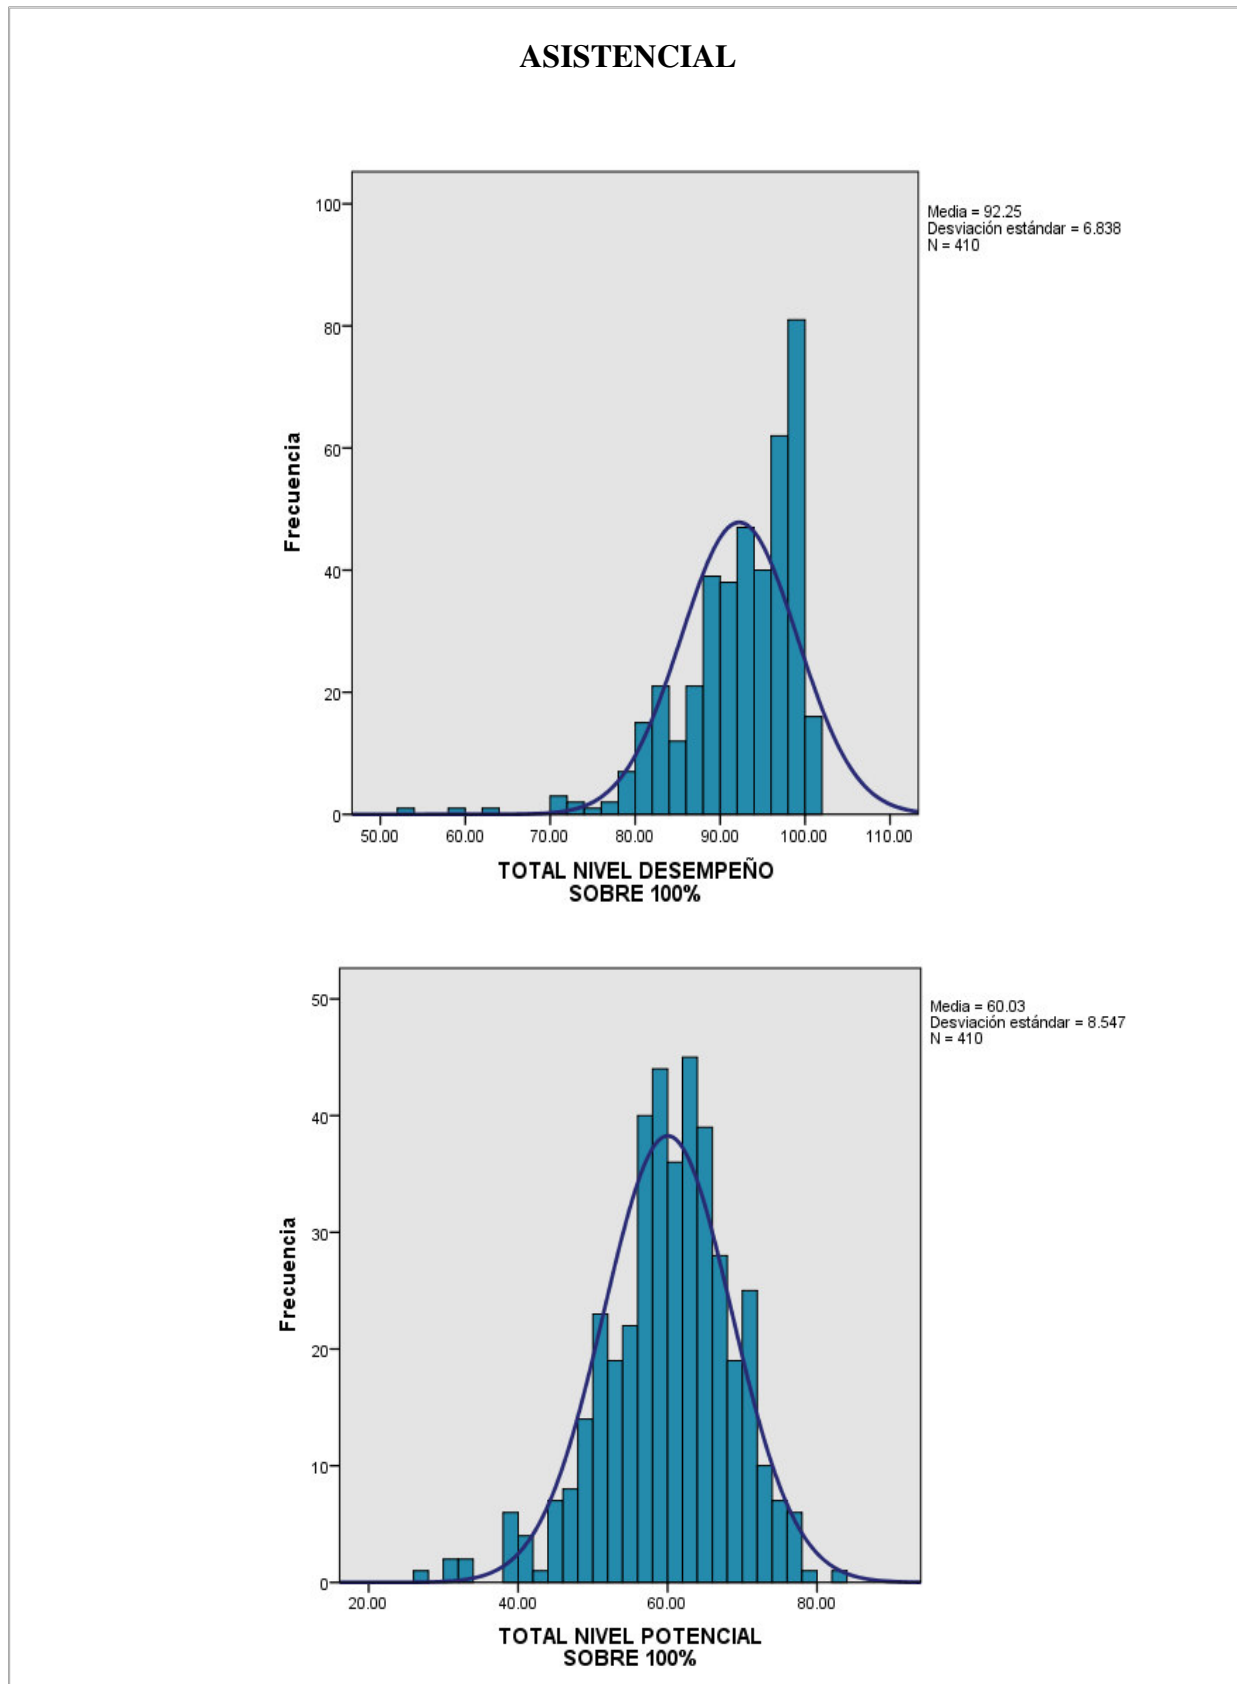 ASISTENCIAL
100
80
60
40
20
0
Frecuencia
50.00 60.00 70.00 80.00 90.00 100.00 110.00
TOTAL NIVEL DESEMPEÑO
SOBRE 100%
Media = 92.25
Desviación estándar = 6.838
N = 410
50
40
30
20
10
0
Frecuencia
20.00 40.00 60.00 80.00
TOTAL NIVEL POTENCIAL
SOBRE 100%
Media = 60.03
Desviación estándar = 8.547
N = 410